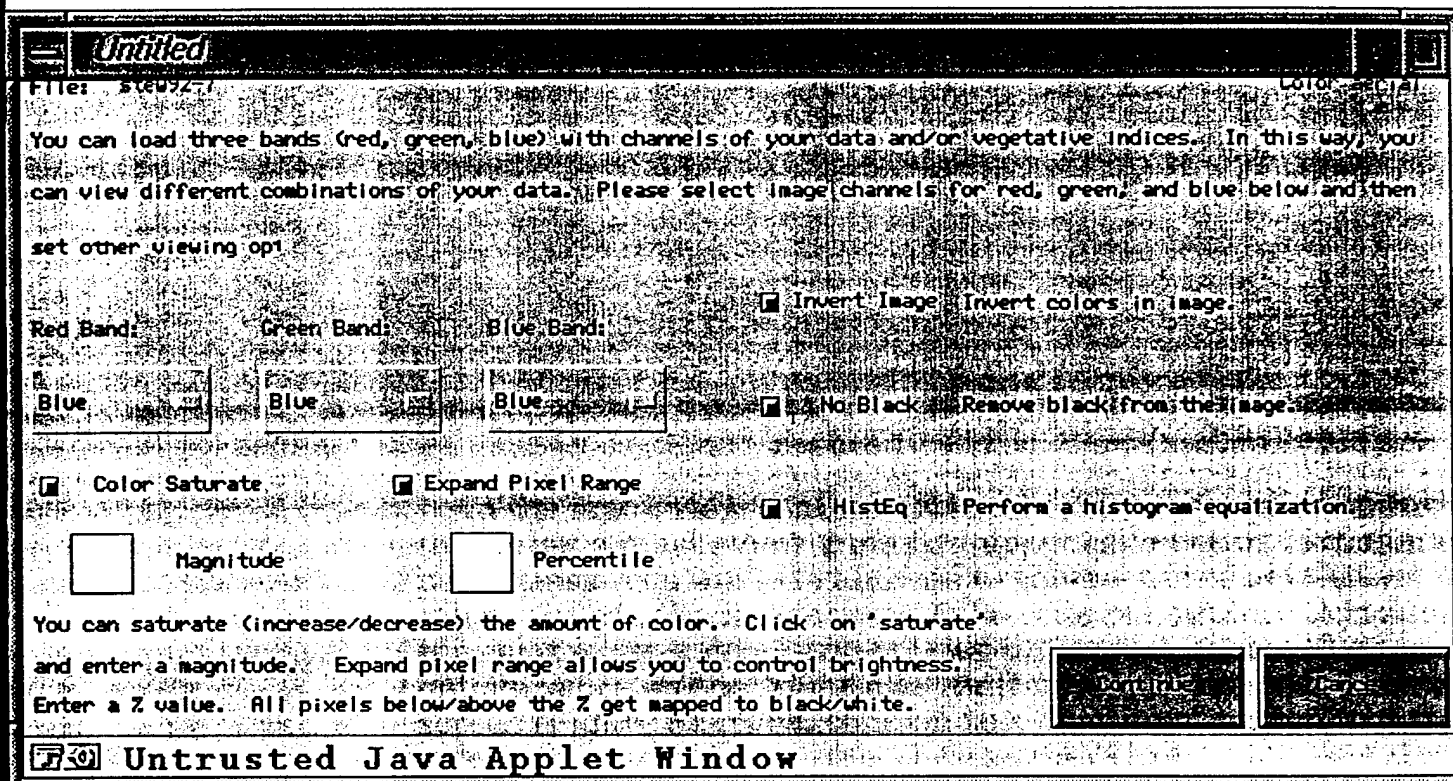 Untitled
File: stew92-7 Color
You can load three bands (red, green, blue) with channels of your data and/or vegetative indices. In this way, you
can view different combinations of your data. Please select image channels for red, green, and blue below and then
set other viewing opt
Invert Image Invert colors in image.
Red Band: Green Band: Blue Band:
Blue Blue Blue
No Black Remove black from the image.
Color Saturate Expand Pixel Range
HistEq Perform a histogram equalization.
Magnitude Percentile
You can saturate (increase/decrease) the amount of color. Click on "saturate"
and enter a magnitude. Expand pixel range allows you to control brightness.
Continue Cancel
Enter a % value. All pixels below/above the % get mapped to black/white.
Untrusted Java Applet Window